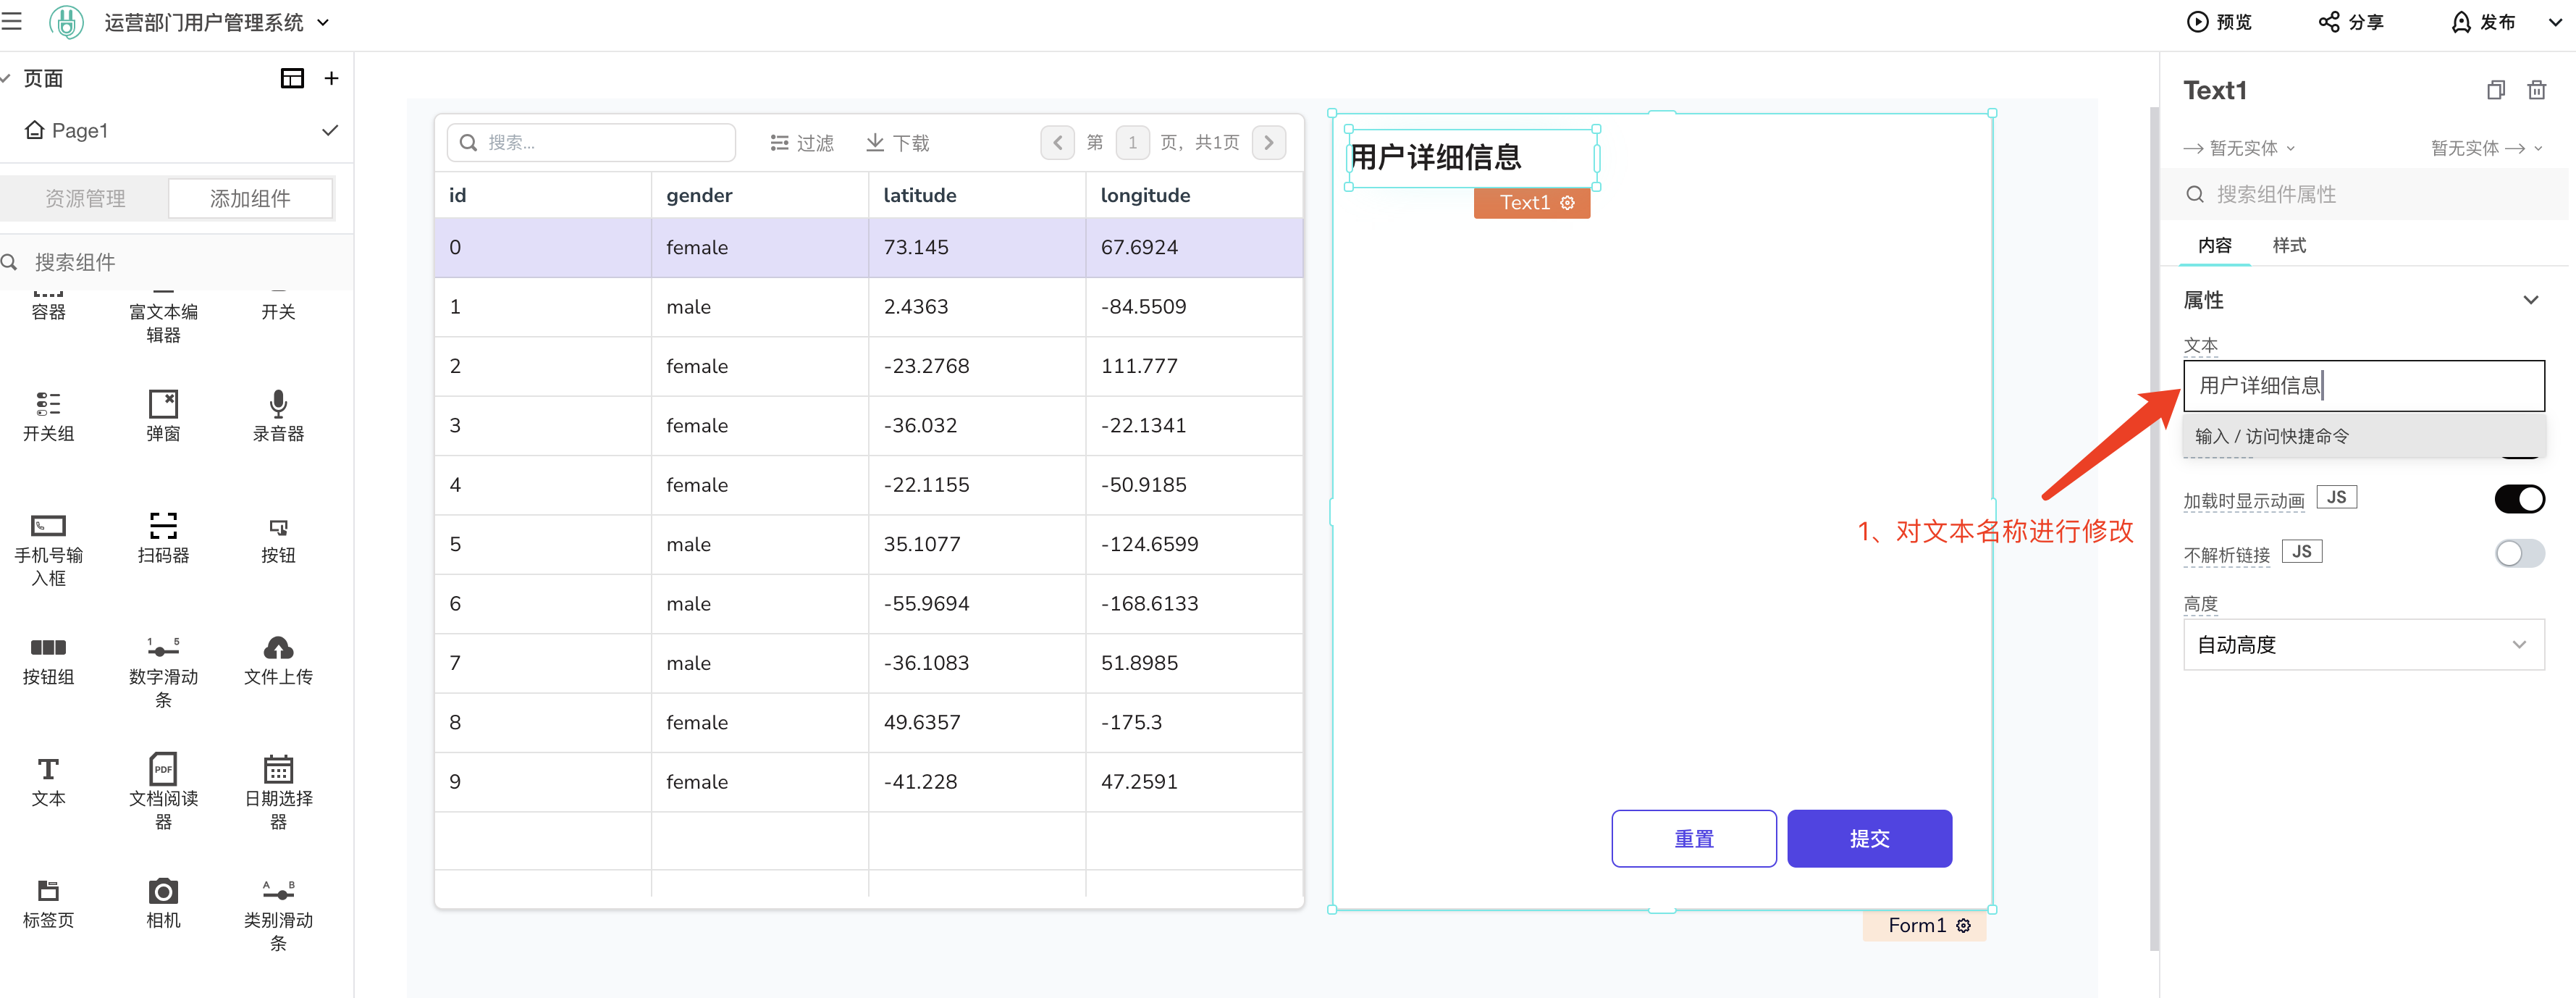 运营部门用户管理系统
预览
分享
发布
页面
Page1
资源管理
添加组件
搜索组件
容器
富文本编
辑器
开关
开关组
弹窗
录音器
手机号输
入框
扫码器
按钮
按钮组
1 5
数字滑动
条
文件上传
T
文本
PDF
文档阅读
器
日期选择
器
标签页
相机
A B
类别滑动
条
搜索...
过滤
下载
第 1 页，共1页
id gender latitude longitude
0 female 73.145 67.6924
1 male 2.4363 -84.5509
2 female -23.2768 111.777
3 female -36.032 -22.1341
4 female -22.1155 -50.9185
5 male 35.1077 -124.6599
6 male -55.9694 -168.6133
7 male -36.1083 51.8985
8 female 49.6357 -175.3
9 female -41.228 47.2591
用户详细信息
Text1
重置
提交
Form1
1、对文本名称进行修改
Text1
暂无实体
暂无实体
搜索组件属性
内容
样式
属性
文本
用户详细信息
输入 / 访问快捷命令
加载时显示动画 JS
不解析链接 JS
高度
自动高度